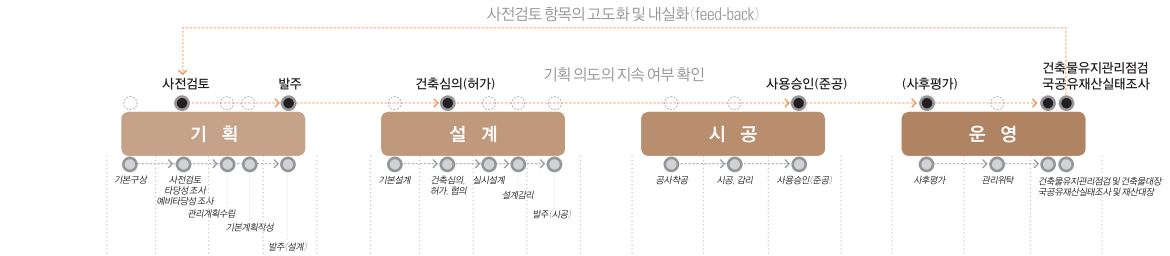 사전검토 항목의 고도화 및 내실화(feed-back)
기획 의도의 지속 여부 확인
사전검토
발주
건축심의(허가)
사용승인(준공)
(사후평가)
건축물유지관리점검
국공유재산실태조사
기 획
설 계
시 공
운 영
기본구상
사전검토
타당성 조사
예비타당성 조사
관리계획수립
기본계획작성
발주(설계)
기본설계
건축심의,
허가, 협의
실시설계
설계감리
발주(시공)
공사착공
시공, 감리
사용승인(준공)
사후평가
관리위탁
건축물유지관리점검 및 건축물대장
국공유재산실태조사 및 재산대장